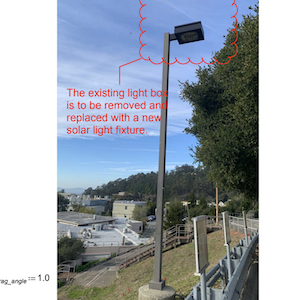 The existing light box
is to be removed and
replaced with a new
solar light fixture
rag_angle := 1.0